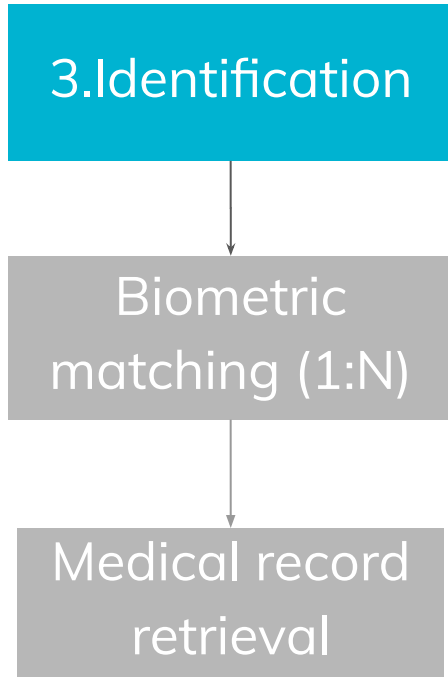 3.Identification
Biometric
matching (1:N)
Medical record
retrieval